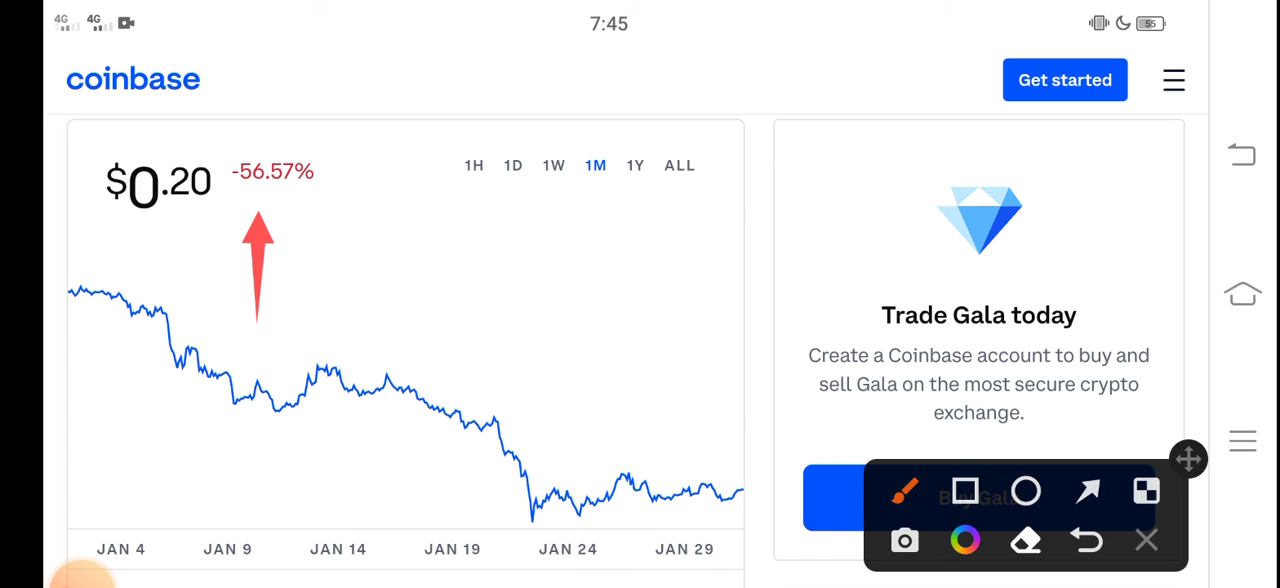 4G 4G 7:45 55
coinbase
Get started
$0.20 -56.57%
1H 1D 1W 1M 1Y ALL
Trade Gala today
Create a Coinbase account to buy and
sell Gala on the most secure crypto
exchange.
Buy Gala
JAN 4 JAN 9 JAN 14 JAN 19 JAN 24 JAN 29